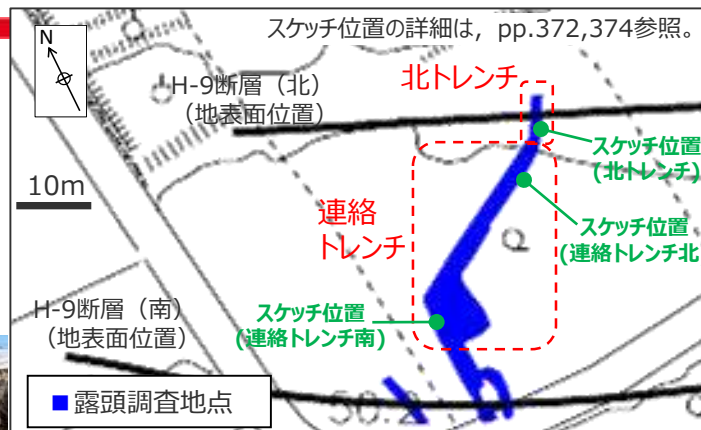 スケッチ位置の詳細は，pp.372,374参照。
N
H-9断層（北）
（地表面位置）
北トレンチ
スケッチ位置
(北トレンチ)
10m
連絡
トレンチ
スケッチ位置
(連絡トレンチ北
スケッチ位置
(連絡トレンチ南)
H-9断層（南）
（地表面位置）
■露頭調査地点
50.2